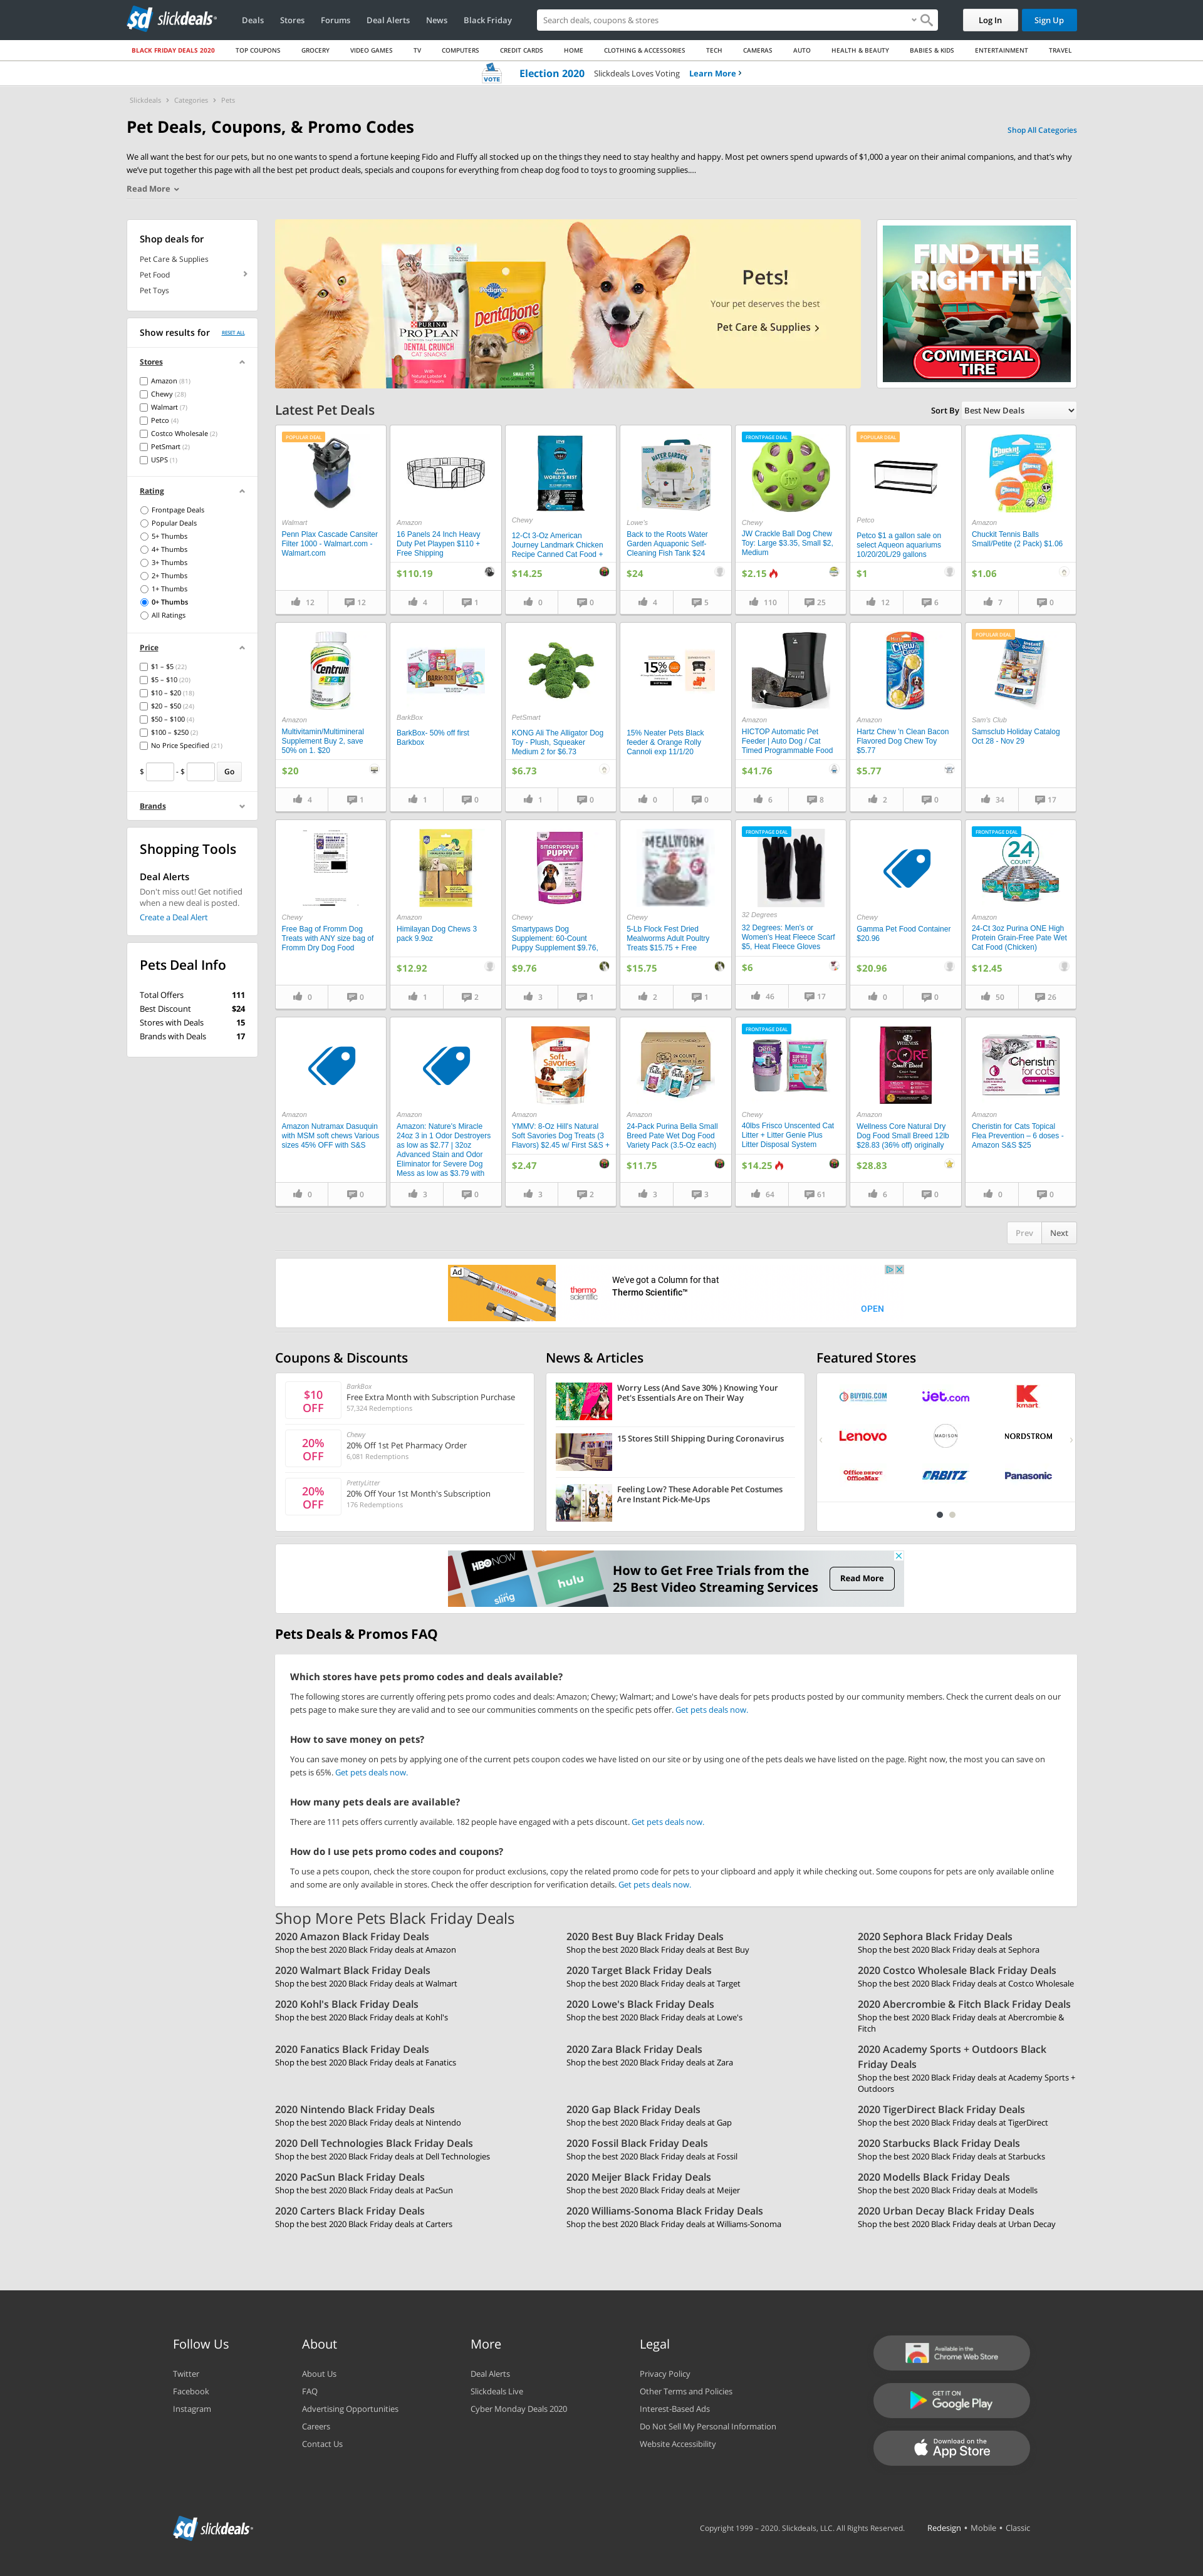 slickdeals
Deals Stores Forums Deal Alerts News Black Friday
Search deals, coupons & stores
Log In Sign Up
BLACK FRIDAY DEALS 2020 TOP COUPONS GROCERY VIDEO GAMES TV COMPUTERS CREDIT CARDS HOME CLOTHING & ACCESSORIES TECH CAMERAS AUTO HEALTH & BEAUTY BABIES & KIDS ENTERTAINMENT TRAVEL
VOTE Election 2020 Slickdeals Loves Voting Learn More
Slickdeals Categories Pets
Pet Deals, Coupons, & Promo Codes
Shop All Categories
We all want the best for our pets, but no one wants to spend a fortune keeping Fido and Fluffy all stocked up on the things they need to stay healthy and happy. Most pet owners spend upwards of $1,000 a year on their animal companions, and that's why
we've put together this page with all the best pet product deals, specials and coupons for everything from cheap dog food to toys to grooming supplies....
Read More
Shop deals for
Pet Care & Supplies
Pet Food
Pet Toys
Show results for RESET ALL
Stores
Amazon (81)
Chewy (28)
Walmart (7)
Petco (4)
Costco Wholesale (2)
PetSmart (2)
USPS (1)
Rating
Frontpage Deals
Popular Deals
5+ Thumbs
4+ Thumbs
3+ Thumbs
2+ Thumbs
1+ Thumbs
0+ Thumbs
All Ratings
Price
$1 – $5 (22)
$5 – $10 (20)
$10 – $20 (18)
$20 – $50 (24)
$50 – $100 (4)
$100 – $250 (2)
No Price Specified (21)
$ - $ Go
Brands
Shopping Tools
Deal Alerts
Don't miss out! Get notified
when a new deal is posted.
Create a Deal Alert
Pets Deal Info
Total Offers 111
Best Discount $24
Stores with Deals 15
Brands with Deals 17
PURINA
PRO PLAN
DENTAL CRUNCH
CAT SNACKS
Pedigree
Dentabone
Pets!
Your pet deserves the best
Pet Care & Supplies
FIND THE
RIGHT FIT
COMMERCIAL
TIRE
Latest Pet Deals
Sort By Best New Deals
POPULAR DEAL
Walmart
Penn Plax Cascade Cansiter
Filter 1000 - Walmart.com -
Walmart.com
12 12
Amazon
16 Panels 24 Inch Heavy
Duty Pet Playpen $110 +
Free Shipping
$110.19
4 1
Chewy
12-Ct 3-Oz American
Journey Landmark Chicken
Recipe Canned Cat Food +
$14.25
0 0
WATER GARDEN
Lowe's
Back to the Roots Water
Garden Aquaponic Self-
Cleaning Fish Tank $24
$24
4 5
FRONTPAGE DEAL
Chewy
JW Crackle Ball Dog Chew
Toy: Large $3.35, Small $2,
Medium
$2.15
110 25
POPULAR DEAL
Petco
Petco $1 a gallon sale on
select Aqueon aquariums
10/20/20L/29 gallons
$1
12 6
Chuckit!
Amazon
Chuckit Tennis Balls
Small/Petite (2 Pack) $1.06
$1.06
7 0
Centrum
Amazon
Multivitamin/Multimineral
Supplement Buy 2, save
50% on 1. $20
$20
4 1
BarkBox
BarkBox- 50% off first
Barkbox
1 0
PetSmart
KONG Ali The Alligator Dog
Toy - Plush, Squeaker
Medium 2 for $6.73
$6.73
1 0
15%
15% Neater Pets Black
feeder & Orange Rolly
Cannoli exp 11/1/20
0 0
Amazon
HICTOP Automatic Pet
Feeder | Auto Dog / Cat
Timed Programmable Food
$41.76
6 8
Amazon
Hartz Chew 'n Clean Bacon
Flavored Dog Chew Toy
$5.77
$5.77
2 0
POPULAR DEAL
Sam's Club
Samsclub Holiday Catalog
Oct 28 - Nov 29
34 17
Chewy
Free Bag of Fromm Dog
Treats with ANY size bag of
Fromm Dry Dog Food
0 0
Amazon
Himilayan Dog Chews 3
pack 9.9oz
$12.92
1 2
SMARTYPAWS
PUPPY
Chewy
Smartypaws Dog
Supplement: 60-Count
Puppy Supplement $9.76,
$9.76
3 1
MEALWORM
Chewy
5-Lb Flock Fest Dried
Mealworms Adult Poultry
Treats $15.75 + Free
$15.75
2 1
FRONTPAGE DEAL
32 Degrees
32 Degrees: Men's or
Women's Heat Fleece Scarf
$5, Heat Fleece Gloves
$6
46 17
Chewy
Gamma Pet Food Container
$20.96
$20.96
0 0
FRONTPAGE DEAL
24
COUNT
Amazon
24-Ct 3oz Purina ONE High
Protein Grain-Free Pate Wet
Cat Food (Chicken)
$12.45
50 26
Amazon
Amazon Nutramax Dasuquin
with MSM soft chews Various
sizes 45% OFF with S&S
0 0
Amazon
Amazon: Nature's Miracle
24oz 3 in 1 Odor Destroyers
as low as $2.77 | 32oz
Advanced Stain and Odor
Eliminator for Severe Dog
Mess as low as $3.79 with
3 0
Soft
Savories
Amazon
YMMV: 8-Oz Hill's Natural
Soft Savories Dog Treats (3
Flavors) $2.45 w/ First S&S +
$2.47
3 2
Amazon
24-Pack Purina Bella Small
Breed Pate Wet Dog Food
Variety Pack (3.5-Oz each)
$11.75
3 3
FRONTPAGE DEAL
Chewy
40lbs Frisco Unscented Cat
Litter + Litter Genie Plus
Litter Disposal System
$14.25
64 61
WELLNESS
CORE
Small Breed
Amazon
Wellness Core Natural Dry
Dog Food Small Breed 12lb
$28.83 (36% off) originally
$28.83
6 0
Cheristin
for cats
Amazon
Cheristin for Cats Topical
Flea Prevention – 6 doses -
Amazon S&S $25
0 0
Prev Next
Ad
thermo
scientific
We've got a Column for that
Thermo Scientific™
OPEN
Coupons & Discounts
$10
OFF
BarkBox
Free Extra Month with Subscription Purchase
57,324 Redemptions
20%
OFF
Chewy
20% Off 1st Pet Pharmacy Order
6,081 Redemptions
20%
OFF
PrettyLitter
20% Off Your 1st Month's Subscription
176 Redemptions
News & Articles
Worry Less (And Save 30% ) Knowing Your
Pet's Essentials Are on Their Way
15 Stores Still Shipping During Coronavirus
Feeling Low? These Adorable Pet Costumes
Are Instant Pick-Me-Ups
Featured Stores
BUYDIG.COM jet.com Kmart
Lenovo MADISON NORDSTROM
Office DEPOT
OfficeMax
ORBITZ Panasonic
HBO NOW
sling
hulu
How to Get Free Trials from the
25 Best Video Streaming Services
Read More
Pets Deals & Promos FAQ
Which stores have pets promo codes and deals available?
The following stores are currently offering pets promo codes and deals: Amazon; Chewy; Walmart; and Lowe's have deals for pets products posted by our community members. Check the current deals on our
pets page to make sure they are valid and to see our communities comments on the specific pets offer. Get pets deals now.
How to save money on pets?
You can save money on pets by applying one of the current pets coupon codes we have listed on our site or by using one of the pets deals we have listed on the page. Right now, the most you can save on
pets is 65%. Get pets deals now.
How many pets deals are available?
There are 111 pets offers currently available. 182 people have engaged with a pets discount. Get pets deals now.
How do I use pets promo codes and coupons?
To use a pets coupon, check the store coupon for product exclusions, copy the related promo code for pets to your clipboard and apply it while checking out. Some coupons for pets are only available online
and some are only available in stores. Check the offer description for verification details. Get pets deals now.
Shop More Pets Black Friday Deals
2020 Amazon Black Friday Deals
Shop the best 2020 Black Friday deals at Amazon
2020 Best Buy Black Friday Deals
Shop the best 2020 Black Friday deals at Best Buy
2020 Sephora Black Friday Deals
Shop the best 2020 Black Friday deals at Sephora
2020 Walmart Black Friday Deals
Shop the best 2020 Black Friday deals at Walmart
2020 Target Black Friday Deals
Shop the best 2020 Black Friday deals at Target
2020 Costco Wholesale Black Friday Deals
Shop the best 2020 Black Friday deals at Costco Wholesale
2020 Kohl's Black Friday Deals
Shop the best 2020 Black Friday deals at Kohl's
2020 Lowe's Black Friday Deals
Shop the best 2020 Black Friday deals at Lowe's
2020 Abercrombie & Fitch Black Friday Deals
Shop the best 2020 Black Friday deals at Abercrombie &
Fitch
2020 Fanatics Black Friday Deals
Shop the best 2020 Black Friday deals at Fanatics
2020 Zara Black Friday Deals
Shop the best 2020 Black Friday deals at Zara
2020 Academy Sports + Outdoors Black
Friday Deals
Shop the best 2020 Black Friday deals at Academy Sports +
Outdoors
2020 Nintendo Black Friday Deals
Shop the best 2020 Black Friday deals at Nintendo
2020 Gap Black Friday Deals
Shop the best 2020 Black Friday deals at Gap
2020 TigerDirect Black Friday Deals
Shop the best 2020 Black Friday deals at TigerDirect
2020 Dell Technologies Black Friday Deals
Shop the best 2020 Black Friday deals at Dell Technologies
2020 Fossil Black Friday Deals
Shop the best 2020 Black Friday deals at Fossil
2020 Starbucks Black Friday Deals
Shop the best 2020 Black Friday deals at Starbucks
2020 PacSun Black Friday Deals
Shop the best 2020 Black Friday deals at PacSun
2020 Meijer Black Friday Deals
Shop the best 2020 Black Friday deals at Meijer
2020 Modells Black Friday Deals
Shop the best 2020 Black Friday deals at Modells
2020 Carters Black Friday Deals
Shop the best 2020 Black Friday deals at Carters
2020 Williams-Sonoma Black Friday Deals
Shop the best 2020 Black Friday deals at Williams-Sonoma
2020 Urban Decay Black Friday Deals
Shop the best 2020 Black Friday deals at Urban Decay
Follow Us
Twitter
Facebook
Instagram
About
About Us
FAQ
Advertising Opportunities
Careers
Contact Us
More
Deal Alerts
Slickdeals Live
Cyber Monday Deals 2020
Legal
Privacy Policy
Other Terms and Policies
Interest-Based Ads
Do Not Sell My Personal Information
Website Accessibility
Available in the
Chrome Web Store
GET IT ON
Google Play
Download on the
App Store
slickdeals
Copyright 1999 – 2020. Slickdeals, LLC. All Rights Reserved. Redesign • Mobile • Classic